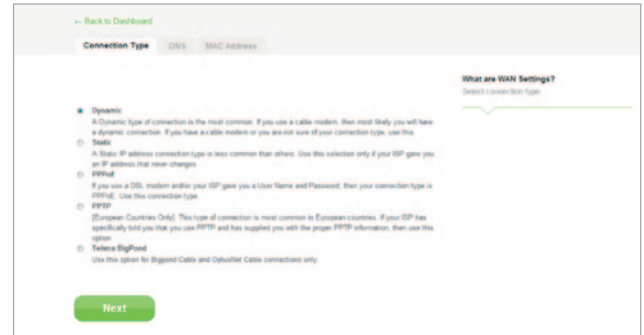 ← Back to Dashboard
Connection Type DNS MAC Address
What are WAN Settings?
Select connection type
Dynamic
A Dynamic type of connection is the most common. If you use a cable modem, then most likely you will have
a dynamic connection. If you have a cable modem or you are not sure of your connection type, use this.
Static
A Static IP address connection type is less common than others. Use this selection only if your ISP gave you
an IP address that never changes.
PPPoE
If you use a DSL modem and/or your ISP gave you a User Name and Password, then your connection type is
PPPoE. Use this connection type.
PPTP
[European Countries Only]. This type of connection is most common in European countries. If your ISP has
specifically told you that you use PPTP and has supplied you with the proper PPTP information, then use this
option.
Telstra BigPond
Use this option for Bigpond Cable and OptusNet Cable connections only.
Next